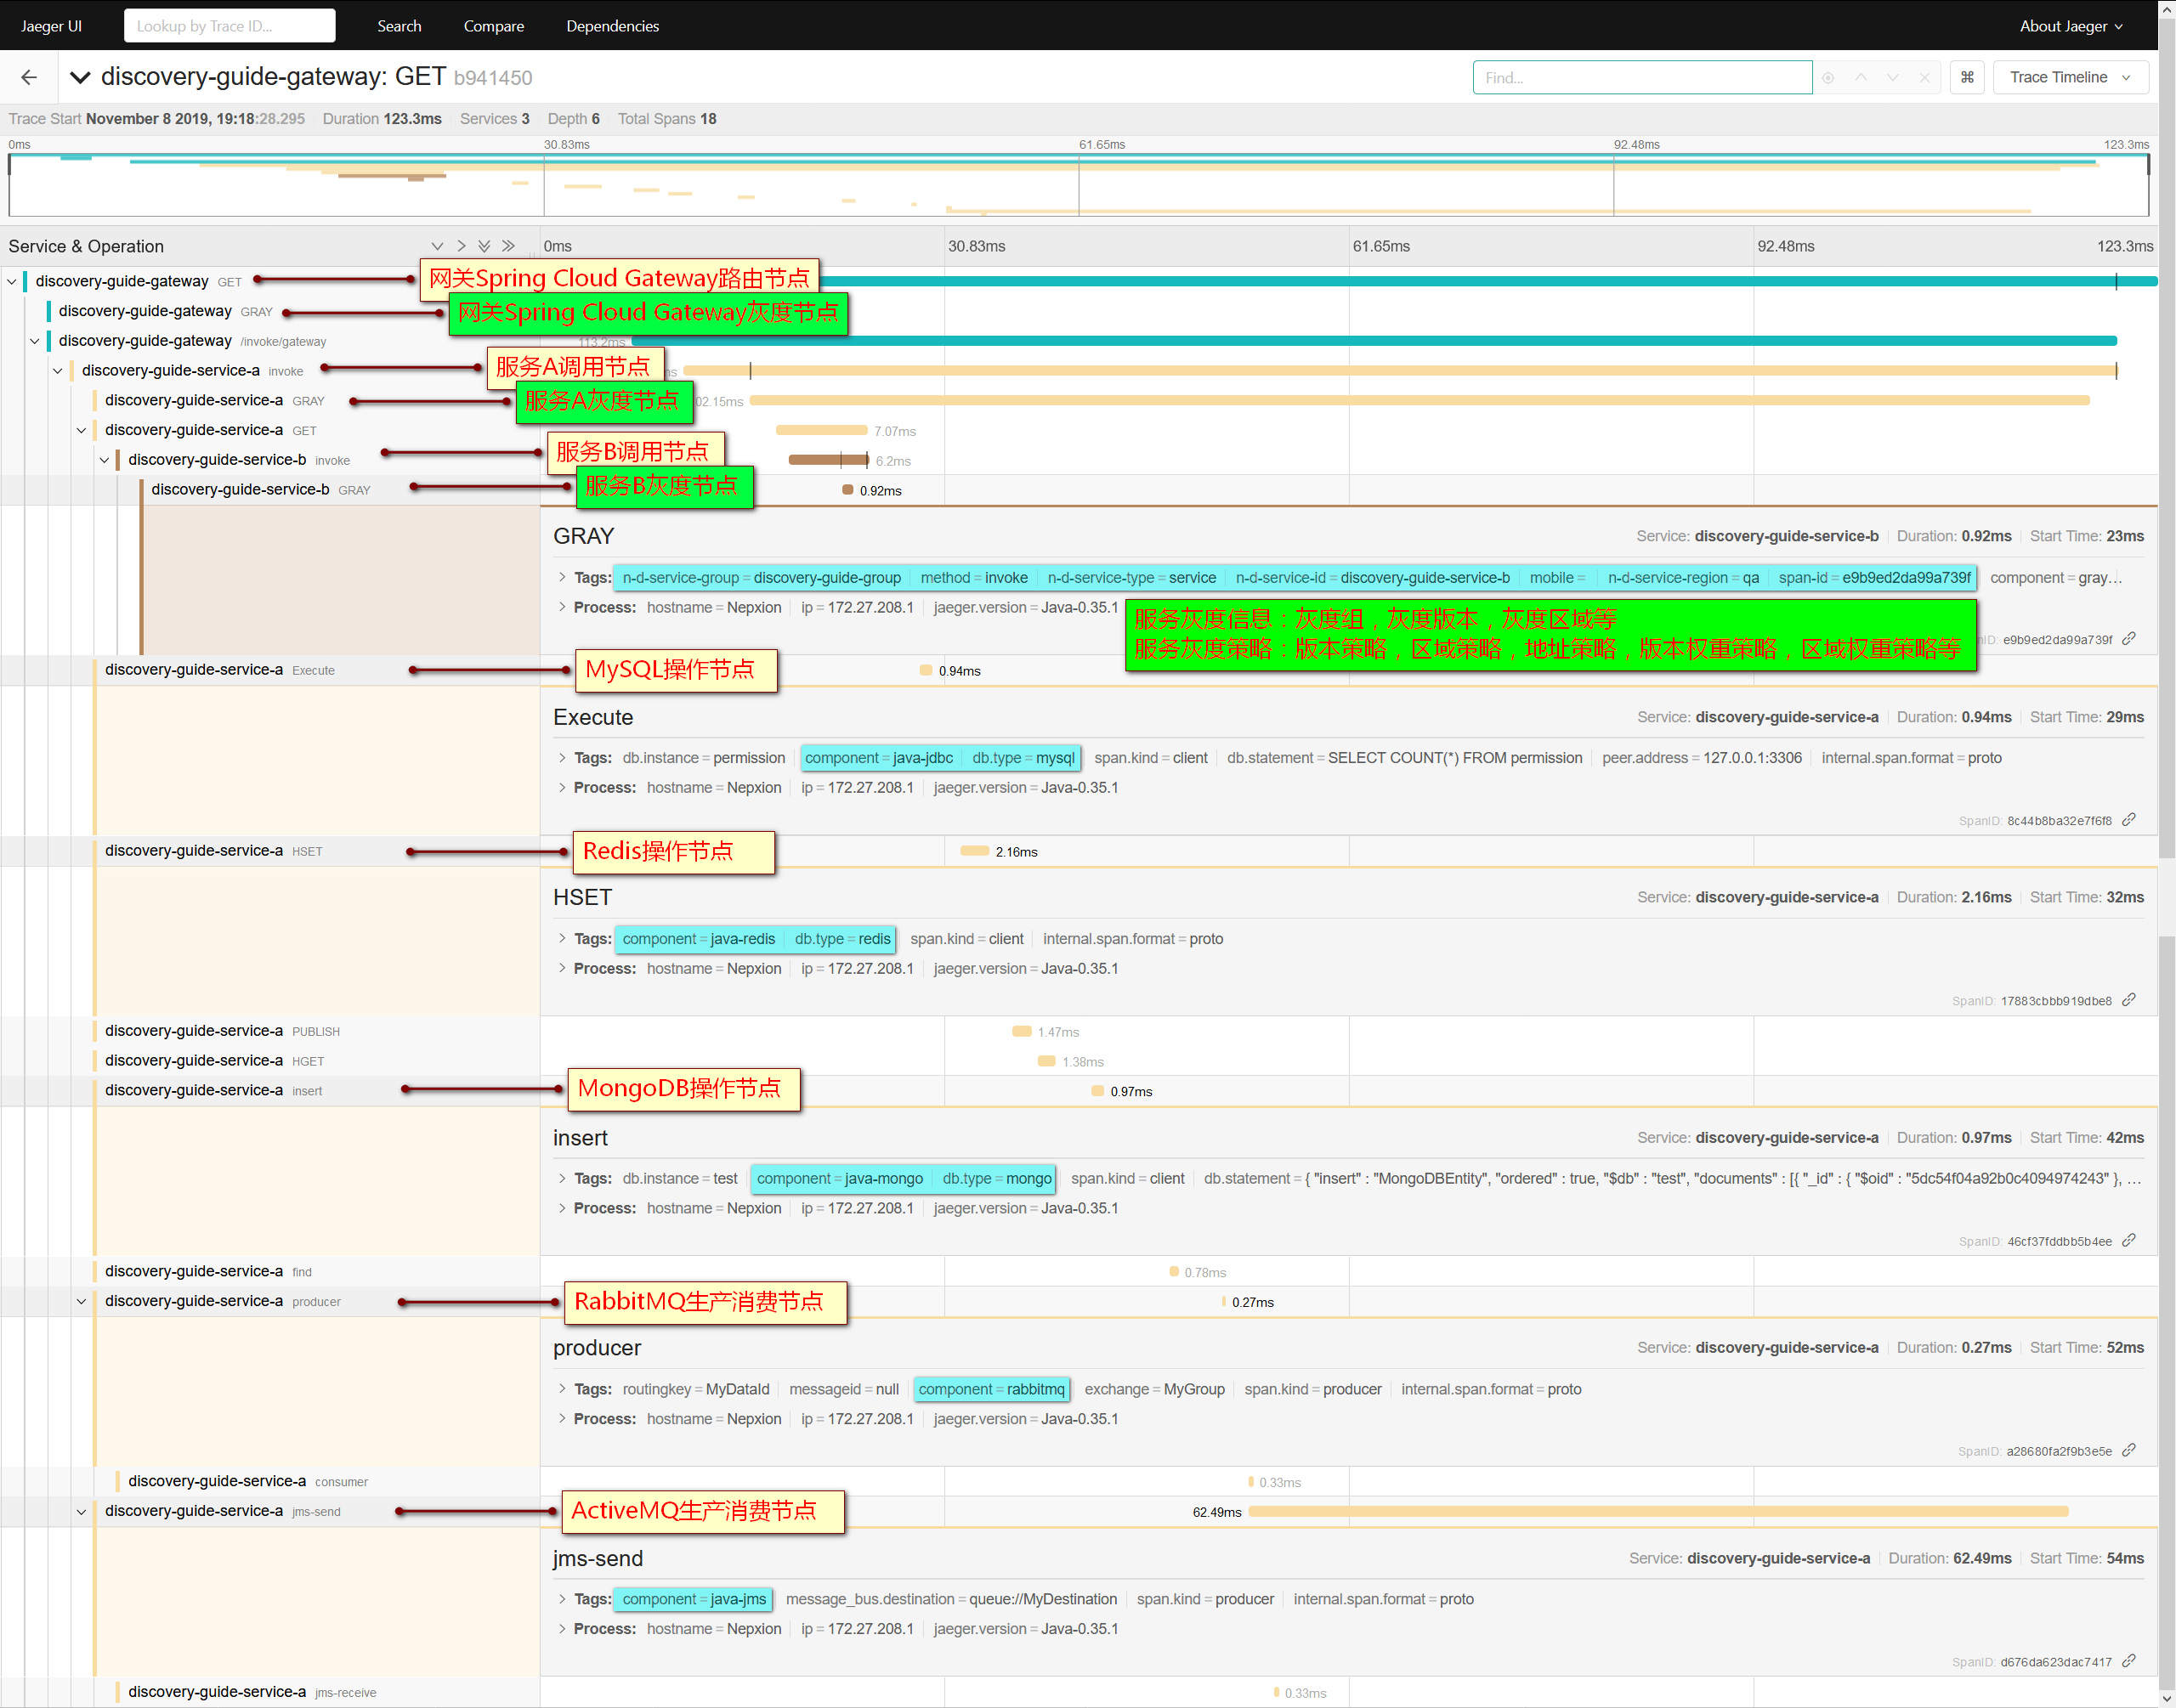 Jaeger UI Lookup by Trace ID... Search Compare Dependencies About Jaeger
discovery-guide-gateway: GET b941450 Find... ⌘ Trace Timeline
Trace Start November 8 2019, 19:18:28.295 Duration 123.3ms Services 3 Depth 6 Total Spans 18
0ms 30.83ms 61.65ms 92.48ms 123.3ms
Service & Operation 0ms 30.83ms 61.65ms 92.48ms 123.3ms
discovery-guide-gateway GET 网关Spring Cloud Gateway路由节点
discovery-guide-gateway GRAY 网关Spring Cloud Gateway灰度节点
discovery-guide-gateway /invoke/gateway 113.2ms
discovery-guide-service-a invoke 服务A调用节点
discovery-guide-service-a GRAY 服务A灰度节点 02.15ms
discovery-guide-service-a GET 7.07ms
discovery-guide-service-b invoke 服务B调用节点 6.2ms
discovery-guide-service-b GRAY 服务B灰度节点 0.92ms
GRAY Service: discovery-guide-service-b Duration: 0.92ms Start Time: 23ms
Tags: n-d-service-group = discovery-guide-group method = invoke n-d-service-type = service n-d-service-id = discovery-guide-service-b mobile = n-d-service-region = qa span-id = e9b9ed2da99a739f component = gray...
Process: hostname = Nepxion ip = 172.27.208.1 jaeger.version = Java-0.35.1
服务灰度信息：灰度组，灰度版本，灰度区域等
服务灰度策略：版本策略，区域策略，地址策略，版本权重策略，区域权重策略等
ID: e9b9ed2da99a739f
discovery-guide-service-a Execute MySQL操作节点 0.94ms
Execute Service: discovery-guide-service-a Duration: 0.94ms Start Time: 29ms
Tags: db.instance = permission component = java-jdbc db.type = mysql span.kind = client db.statement = SELECT COUNT(*) FROM permission peer.address = 127.0.0.1:3306 internal.span.format = proto
Process: hostname = Nepxion ip = 172.27.208.1 jaeger.version = Java-0.35.1
SpanID: 8c44b8ba32e7f6f8
discovery-guide-service-a HSET Redis操作节点 2.16ms
HSET Service: discovery-guide-service-a Duration: 2.16ms Start Time: 32ms
Tags: component = java-redis db.type = redis span.kind = client internal.span.format = proto
Process: hostname = Nepxion ip = 172.27.208.1 jaeger.version = Java-0.35.1
SpanID: 17883cbbb919dbe8
discovery-guide-service-a PUBLISH 1.47ms
discovery-guide-service-a HGET 1.38ms
discovery-guide-service-a insert MongoDB操作节点 0.97ms
insert Service: discovery-guide-service-a Duration: 0.97ms Start Time: 42ms
Tags: db.instance = test component = java-mongo db.type = mongo span.kind = client db.statement = { "insert" : "MongoDBEntity", "ordered" : true, "$db" : "test", "documents" : [{ "_id" : { "$oid" : "5dc54f04a92b0c4094974243" }, ...
Process: hostname = Nepxion ip = 172.27.208.1 jaeger.version = Java-0.35.1
SpanID: 46cf37fddbb5b4ee
discovery-guide-service-a find 0.78ms
discovery-guide-service-a producer RabbitMQ生产消费节点 0.27ms
producer Service: discovery-guide-service-a Duration: 0.27ms Start Time: 52ms
Tags: routingkey = MyDataId messageid = null component = rabbitmq exchange = MyGroup span.kind = producer internal.span.format = proto
Process: hostname = Nepxion ip = 172.27.208.1 jaeger.version = Java-0.35.1
SpanID: a28680fa2f9b3e5e
discovery-guide-service-a consumer 0.33ms
discovery-guide-service-a jms-send ActiveMQ生产消费节点 62.49ms
jms-send Service: discovery-guide-service-a Duration: 62.49ms Start Time: 54ms
Tags: component = java-jms message_bus.destination = queue://MyDestination span.kind = producer internal.span.format = proto
Process: hostname = Nepxion ip = 172.27.208.1 jaeger.version = Java-0.35.1
SpanID: d676da623dac7417
discovery-guide-service-a jms-receive 0.33ms